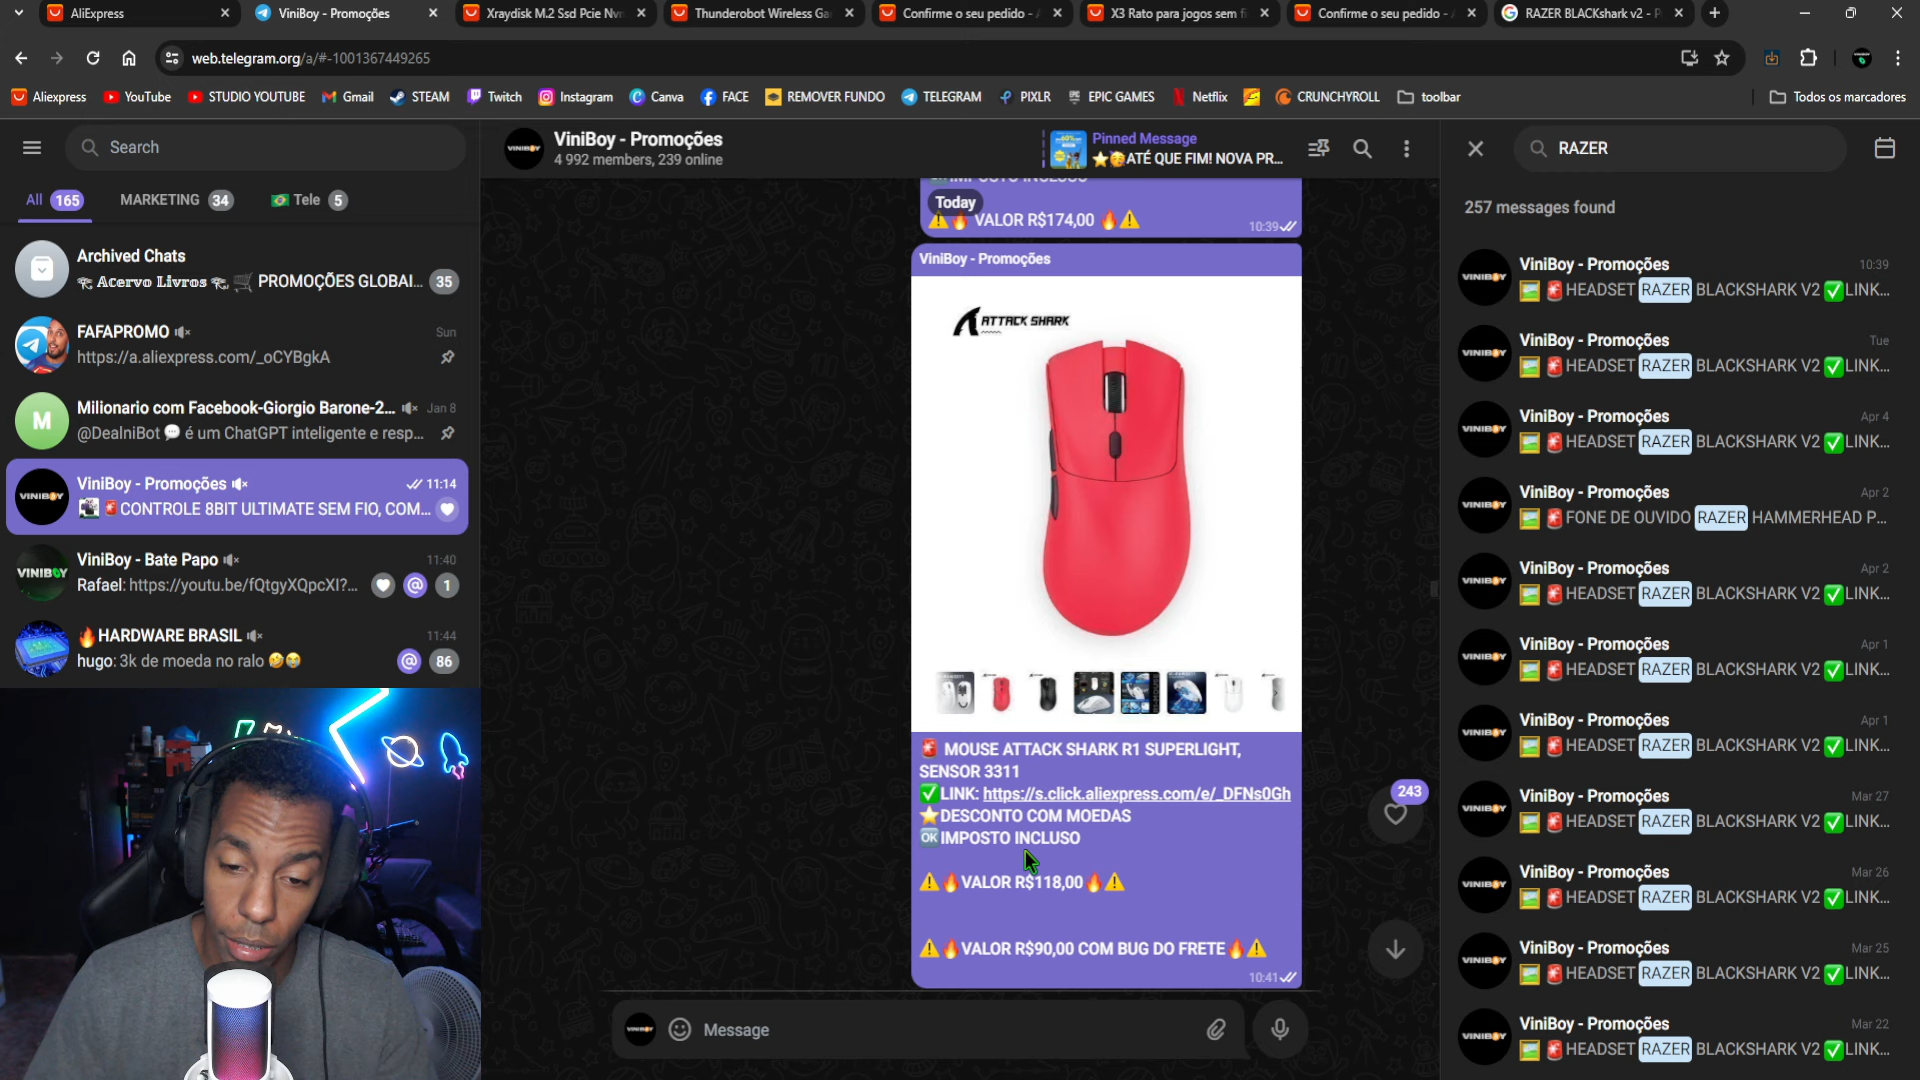 AliExpress
ViniBoy - Promoções
Xraydisk M.2 Ssd Pcie Nvm
Thunderobot Wireless Ga
Confirme o seu pedido -
X3 Rato para jogos sem fi
Confirme o seu pedido -
RAZER BLACKshark v2 - P
web.telegram.org/a/#-1001367449265
Aliexpress
YouTube
STUDIO YOUTUBE
Gmail
STEAM
Twitch
Instagram
Canva
FACE
REMOVER FUNDO
TELEGRAM
PIXLR
EPIC GAMES
Netflix
CRUNCHYROLL
toolbar
Todos os marcadores
Search
All 165
MARKETING 34
🇧🇷 Tele 5
Archived Chats
Acervo Livros 🛒 PROMOÇÕES GLOBAL... 35
FAFAPROMO Sun
https://a.aliexpress.com/_oCYBgkA
M
Milionario com Facebook-Giorgio Barone-2... Jan 8
@DealniBot 💬 é um ChatGPT inteligente e resp...
VINIBOY
ViniBoy - Promoções 11:14
🚨CONTROLE 8BIT ULTIMATE SEM FIO, COM...
VINIBOY
ViniBoy - Bate Papo 11:40
Rafael: https://youtu.be/fQtgyXQpcXI?... @ 1
🔥HARDWARE BRASIL 11:44
hugo: 3k de moeda no ralo 🤣😭 @ 86
VINIBOY
ViniBoy - Promoções
4 992 members, 239 online
Pinned Message
⭐🥳ATÉ QUE FIM! NOVA PR...
Today
⚠️🔥 VALOR R$174,00 🔥⚠️
10:39
ViniBoy - Promoções
ATTACK SHARK
🚨 MOUSE ATTACK SHARK R1 SUPERLIGHT,
SENSOR 3311
✅LINK: https://s.click.aliexpress.com/e/_DFNs0Gh
⭐DESCONTO COM MOEDAS
🆗IMPOSTO INCLUSO
⚠️🔥VALOR R$118,00🔥⚠️
⚠️🔥VALOR R$90,00 COM BUG DO FRETE🔥⚠️
10:41
243
Message
RAZER
257 messages found
ViniBoy - Promoções 10:39
🚨HEADSET RAZER BLACKSHARK V2 ✅LINK...
ViniBoy - Promoções Tue
🚨HEADSET RAZER BLACKSHARK V2 ✅LINK...
ViniBoy - Promoções Apr 4
🚨HEADSET RAZER BLACKSHARK V2 ✅LINK...
ViniBoy - Promoções Apr 2
🚨FONE DE OUVIDO RAZER HAMMERHEAD P...
ViniBoy - Promoções Apr 2
🚨HEADSET RAZER BLACKSHARK V2 ✅LINK...
ViniBoy - Promoções Apr 1
🚨HEADSET RAZER BLACKSHARK V2 ✅LINK...
ViniBoy - Promoções Apr 1
🚨HEADSET RAZER BLACKSHARK V2 ✅LINK...
ViniBoy - Promoções Mar 27
🚨HEADSET RAZER BLACKSHARK V2 ✅LINK...
ViniBoy - Promoções Mar 26
🚨HEADSET RAZER BLACKSHARK V2 ✅LINK...
ViniBoy - Promoções Mar 25
🚨HEADSET RAZER BLACKSHARK V2 ✅LINK...
ViniBoy - Promoções Mar 22
🚨HEADSET RAZER BLACKSHARK V2 ✅LINK...